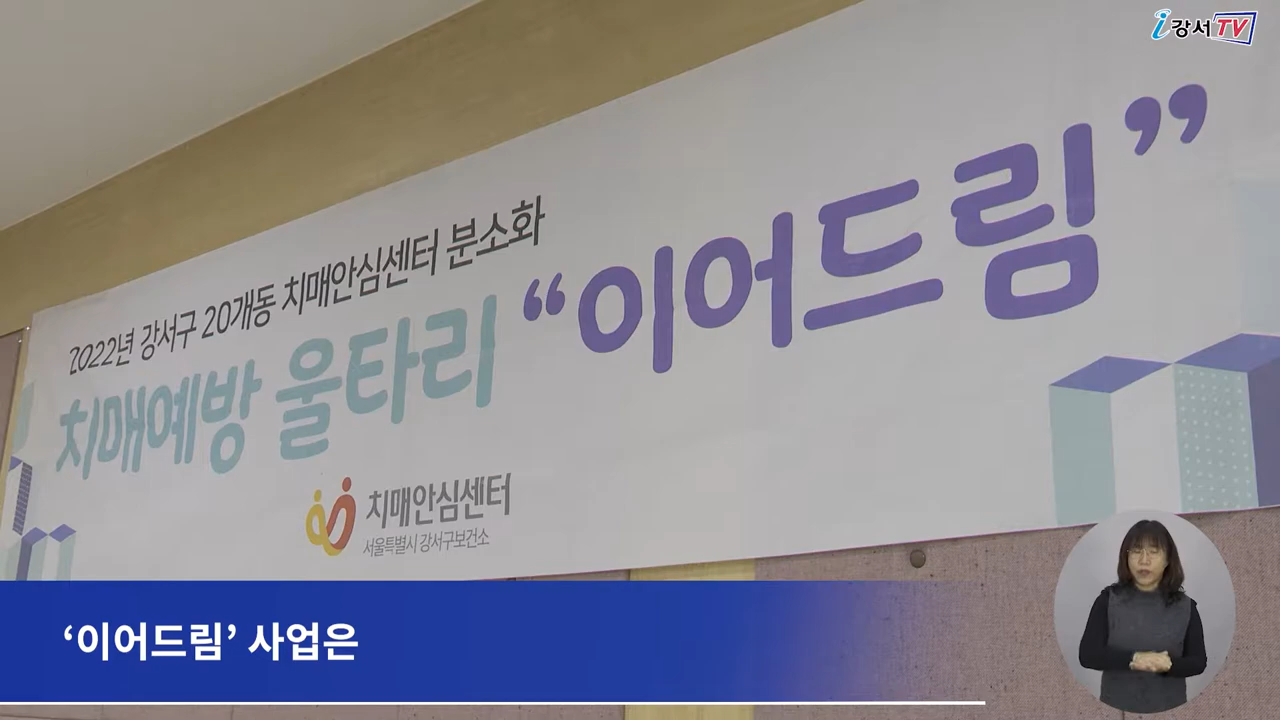 i강서TV
2022년 강서구 20개동 치매안심센터 분소화
치매예방 울타리 “이어드림”
치매안심센터
서울특별시 강서구보건소
‘이어드림’ 사업은